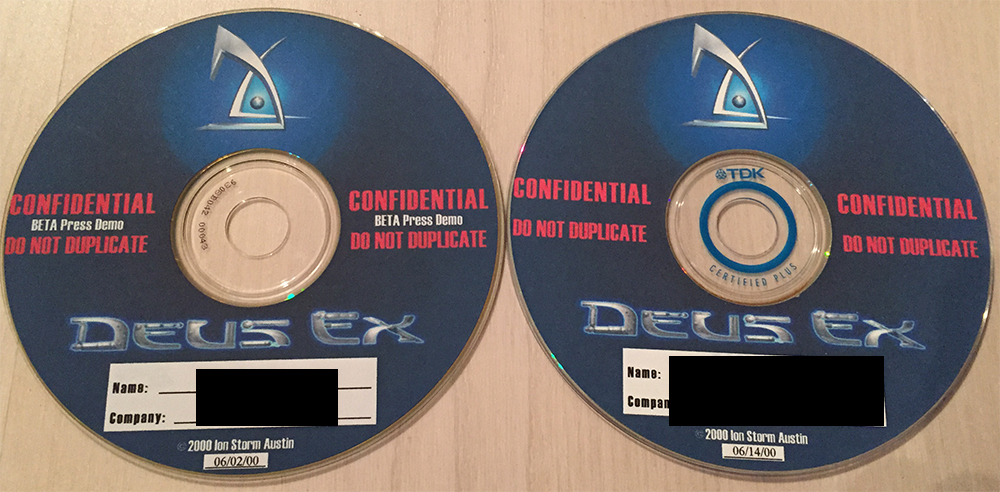 CONFIDENTIAL
BETA Press Demo
DO NOT DUPLICATE
CONFIDENTIAL
BETA Press Demo
DO NOT DUPLICATE
DEUS EX
Name:
Company:
© 2000 Ion Storm Austin
06/02/00
TDK
CERTIFIED PLUS
CONFIDENTIAL
DO NOT DUPLICATE
CONFIDENTIAL
DO NOT DUPLICATE
DEUS EX
Name:
© 2000 Ion Storm Austin
06/14/00